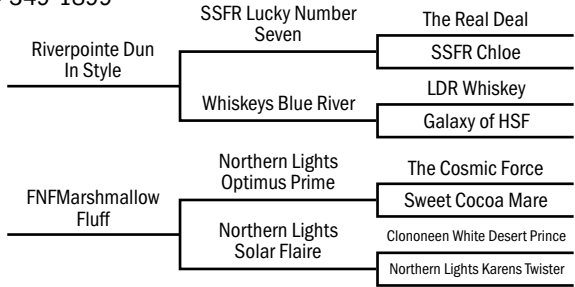 349-1899
SSFR Lucky Number
Seven
The Real Deal
SSFR Chloe
Riverpointe Dun
In Style
Whiskeys Blue River
LDR Whiskey
Galaxy of HSF
FNFMarshmallow
Fluff
Northern Lights
Optimus Prime
The Cosmic Force
Sweet Cocoa Mare
Northern Lights
Solar Flaire
Clononeen White Desert Prince
Northern Lights Karens Twister